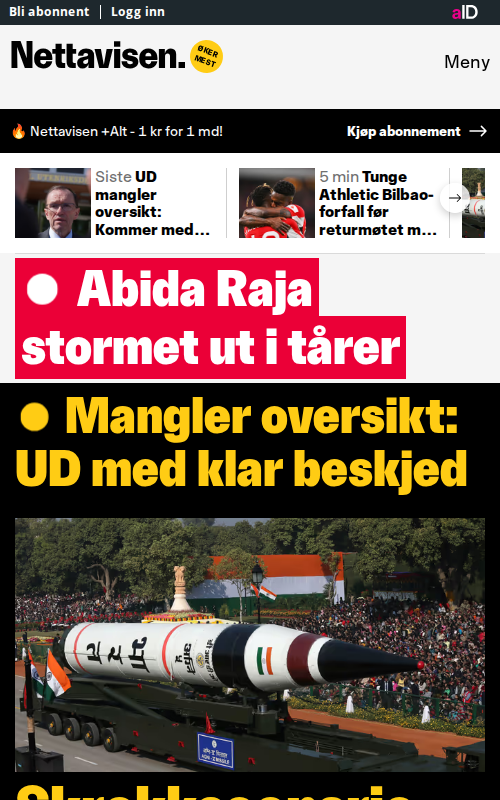 Bli abonnent | Logg inn
aID
Nettavisen.
ØKER
MEST
Meny
Nettavisen +Alt - 1 kr for 1 md!
Kjøp abonnement
Siste UD
mangler
oversikt:
Kommer med...
5 min Tunge
Athletic Bilbao-
forfall før
returmøtet m...
Abida Raja
stormet ut i tårer
Mangler oversikt:
UD med klar beskjed